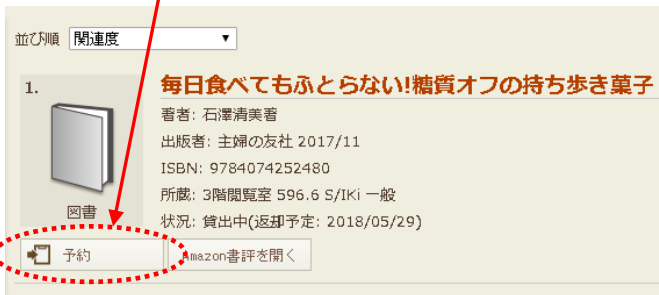 並び順 関連度 ▼
1. 毎日食べてもふとらない!糖質オフの持ち歩き菓子
著者: 石澤清美著
出版者: 主婦の友社 2017/11
ISBN: 9784074252480
所蔵: 3階閲覧室 596.6 S/IKi 一般
図書
状況: 貸出中(返却予定: 2018/05/29)
予約 Amazon書評を開く